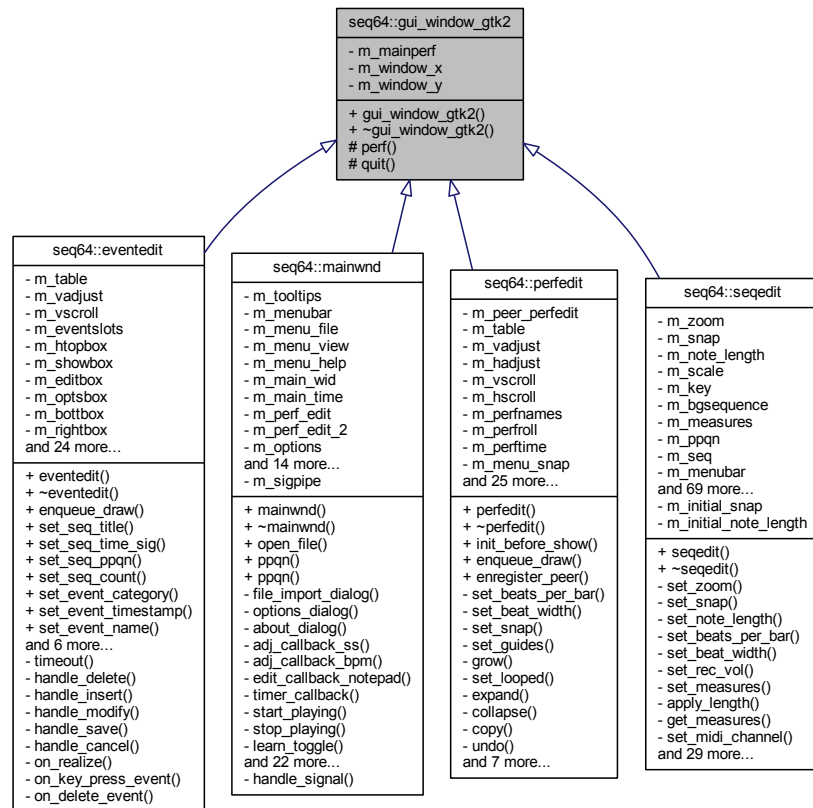 seq64::gui_window_gtk2
- m_mainperf
- m_window_x
- m_window_y
+ gui_window_gtk2()
+ ~gui_window_gtk2()
# perf()
# quit()
seq64::eventedit
- m_table
- m_vadjust
- m_vscroll
- m_eventslots
- m_htopbox
- m_showbox
- m_editbox
- m_optsbox
- m_bottbox
- m_rightbox
and 24 more...
+ eventedit()
+ ~eventedit()
+ enqueue_draw()
+ set_seq_title()
+ set_seq_time_sig()
+ set_seq_ppqn()
+ set_seq_count()
+ set_event_category()
+ set_event_timestamp()
+ set_event_name()
and 6 more...
- timeout()
- handle_delete()
- handle_insert()
- handle_modify()
- handle_save()
- handle_cancel()
- on_realize()
- on_key_press_event()
- on_delete_event()
seq64::mainwnd
- m_tooltips
- m_menubar
- m_menu_file
- m_menu_view
- m_menu_help
- m_main_wid
- m_main_time
- m_perf_edit
- m_perf_edit_2
- m_options
and 14 more...
- m_sigpipe
+ mainwnd()
+ ~mainwnd()
+ open_file()
+ ppqn()
+ ppqn()
- file_import_dialog()
- options_dialog()
- about_dialog()
- adj_callback_ss()
- adj_callback_bpm()
- edit_callback_notepad()
- timer_callback()
- start_playing()
- stop_playing()
- learn_toggle()
and 22 more...
- handle_signal()
seq64::perfedit
- m_peer_perfedit
- m_table
- m_vadjust
- m_hadjust
- m_vscroll
- m_hscroll
- m_perfnames
- m_perfroll
- m_perftime
- m_menu_snap
and 25 more...
+ perfedit()
+ ~perfedit()
+ init_before_show()
+ enqueue_draw()
+ enregister_peer()
- set_beats_per_bar()
- set_beat_width()
- set_snap()
- set_guides()
- grow()
- set_looped()
- expand()
- collapse()
- copy()
- undo()
and 7 more...
seq64::seqedit
- m_zoom
- m_snap
- m_note_length
- m_scale
- m_key
- m_bgsequence
- m_measures
- m_ppqn
- m_seq
- m_menubar
and 69 more...
- m_initial_snap
- m_initial_note_length
+ seqedit()
+ ~seqedit()
- set_zoom()
- set_snap()
- set_note_length()
- set_beats_per_bar()
- set_beat_width()
- set_rec_vol()
- set_measures()
- apply_length()
- get_measures()
- set_midi_channel()
and 29 more...